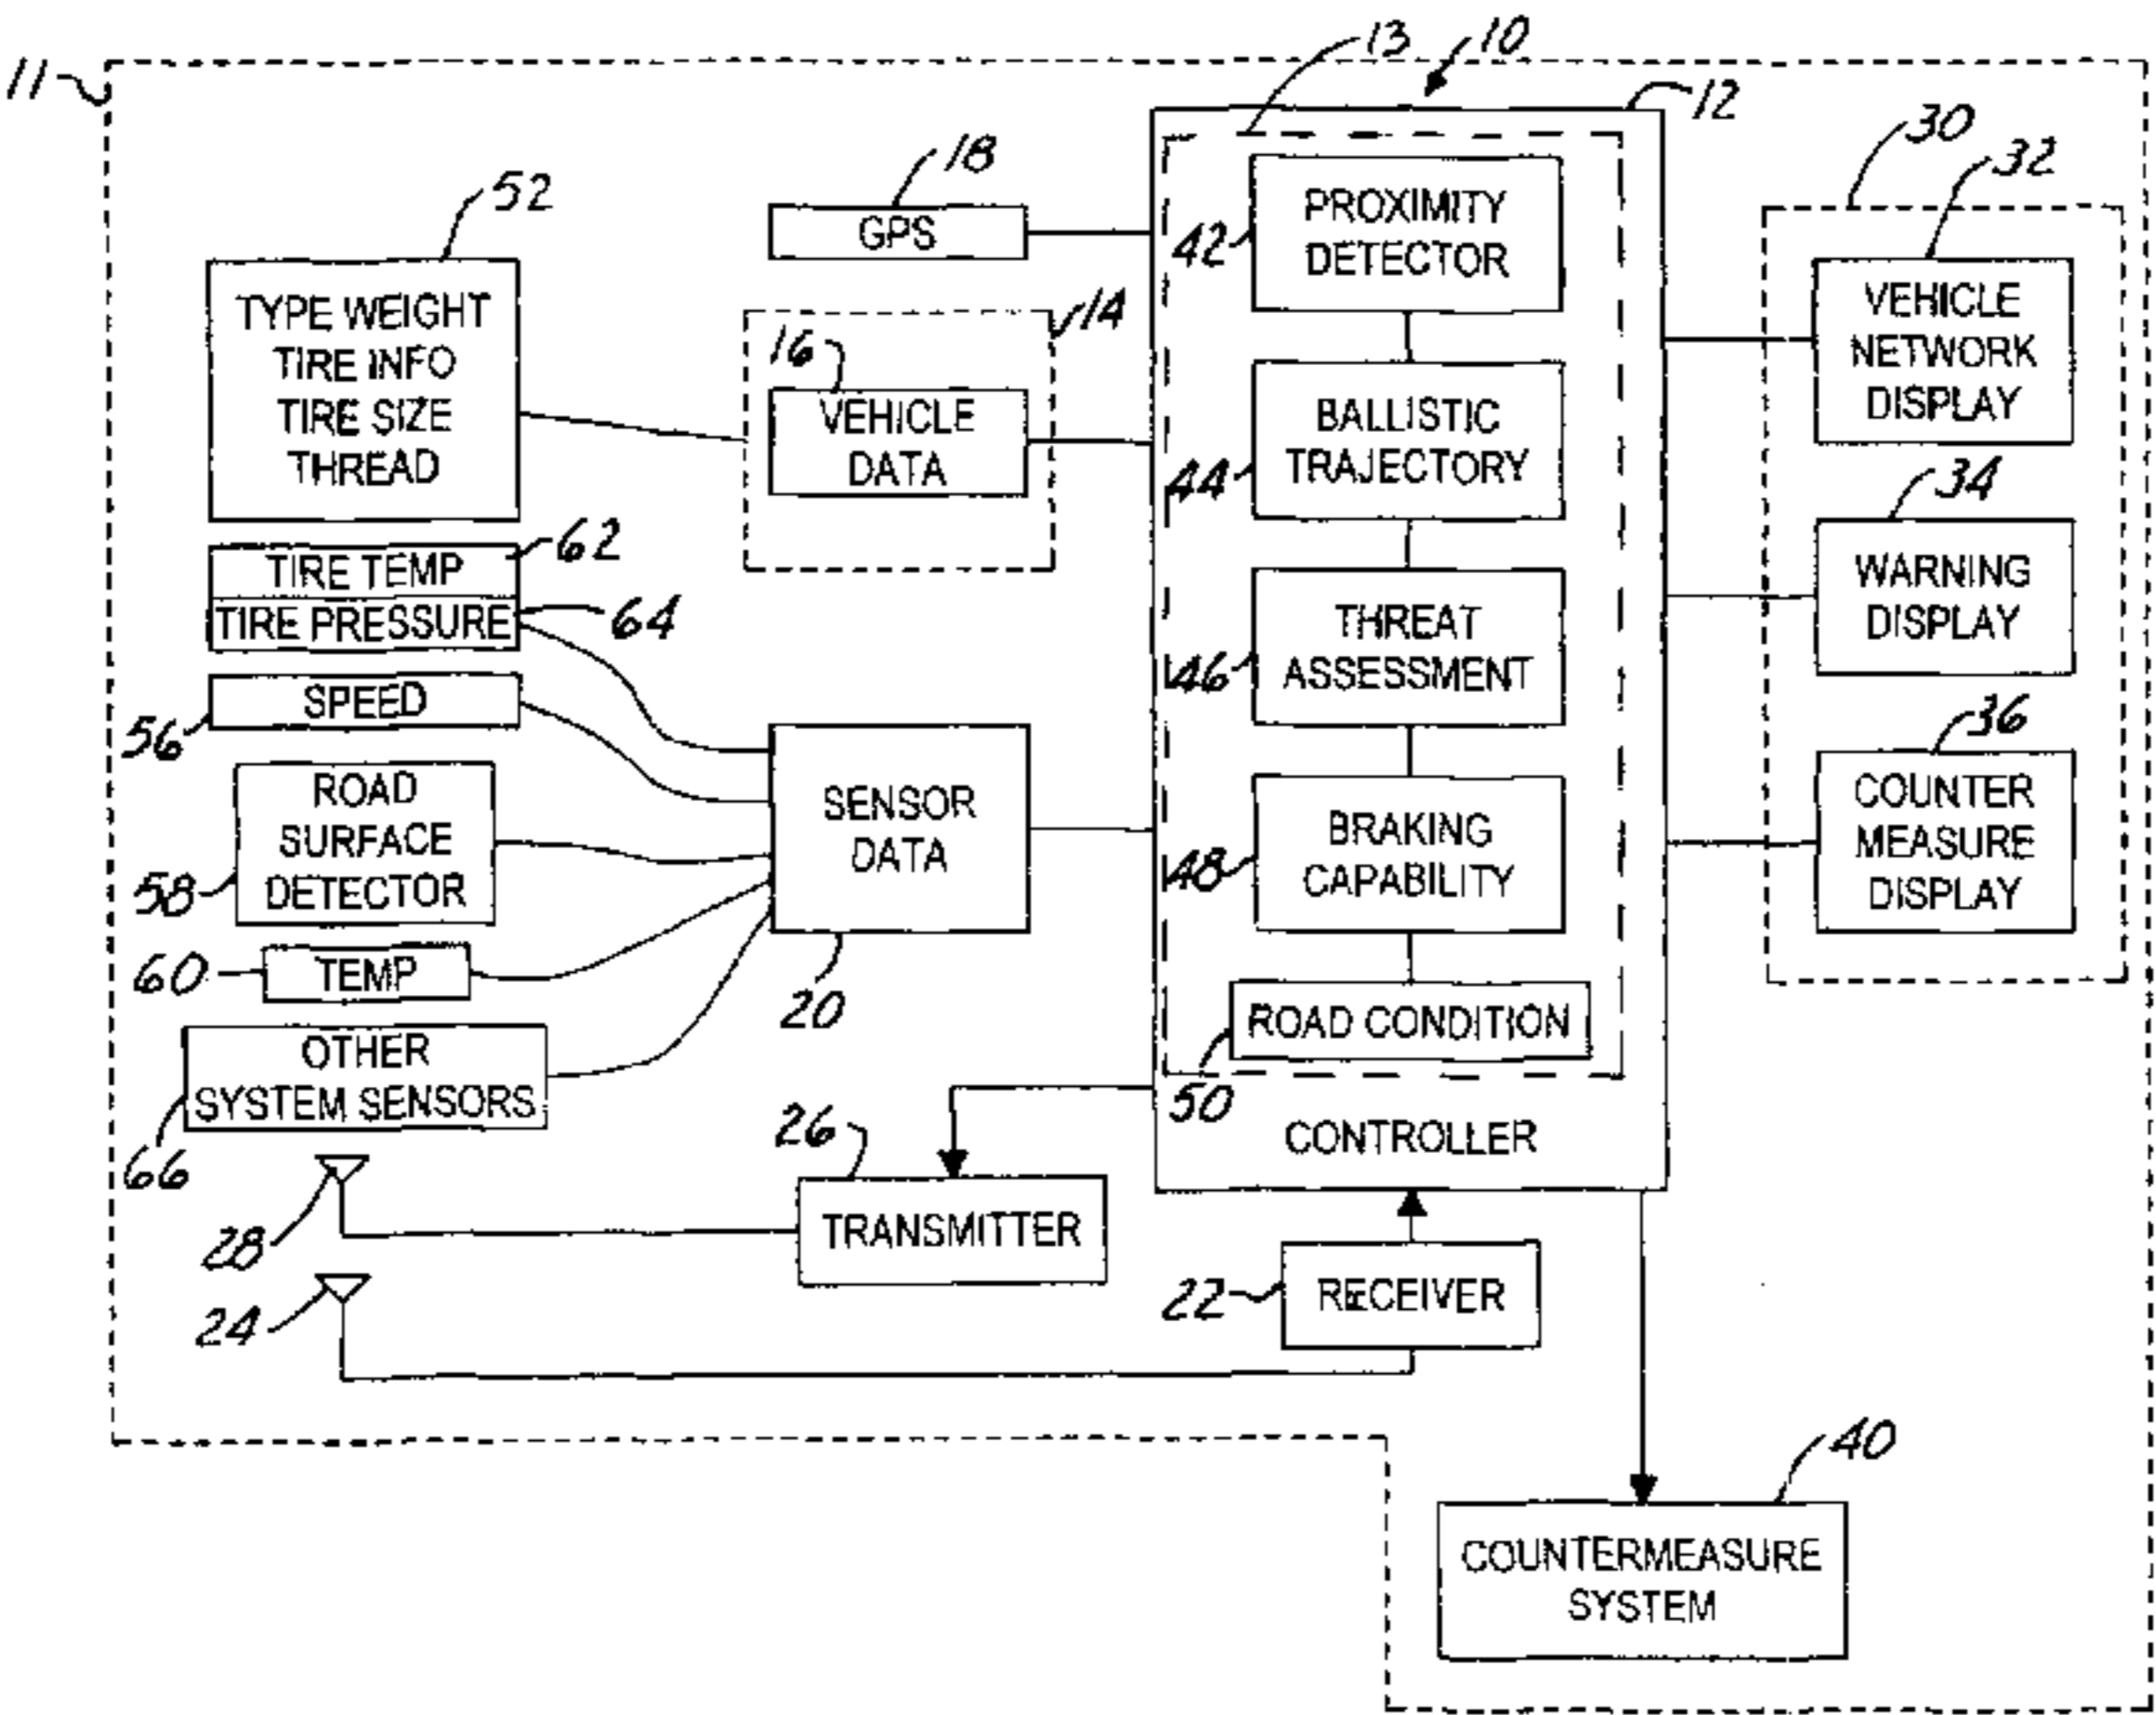 11
13
10
12
52
TYPE WEIGHT
TIRE INFO
TIRE SIZE
THREAD
62
TIRE TEMP
TIRE PRESSURE
64
56
SPEED
58
ROAD
SURFACE
DETECTOR
60
TEMP
66
OTHER
SYSTEM SENSORS
28
24
18
GPS
14
16
VEHICLE
DATA
SENSOR
DATA
20
26
TRANSMITTER
42
PROXIMITY
DETECTOR
44
BALLISTIC
TRAJECTORY
46
THREAT
ASSESSMENT
48
BRAKING
CAPABILITY
50
ROAD CONDITION
CONTROLLER
22
RECEIVER
30
32
VEHICLE
NETWORK
DISPLAY
34
WARNING
DISPLAY
36
COUNTER
MEASURE
DISPLAY
40
COUNTERMEASURE
SYSTEM